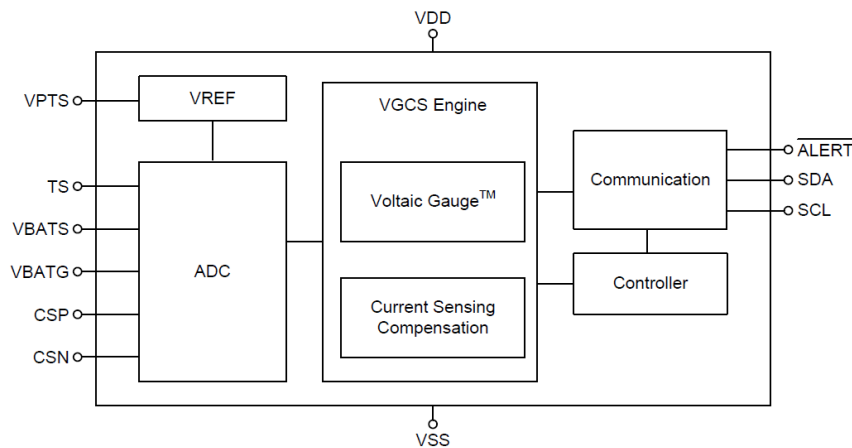 VDD
VPTS
VREF
VGCS Engine
ALERT
TS
Voltaic Gauge™
Communication
SDA
VBATS
SCL
VBATG
ADC
Controller
CSP
Current Sensing
Compensation
CSN
VSS